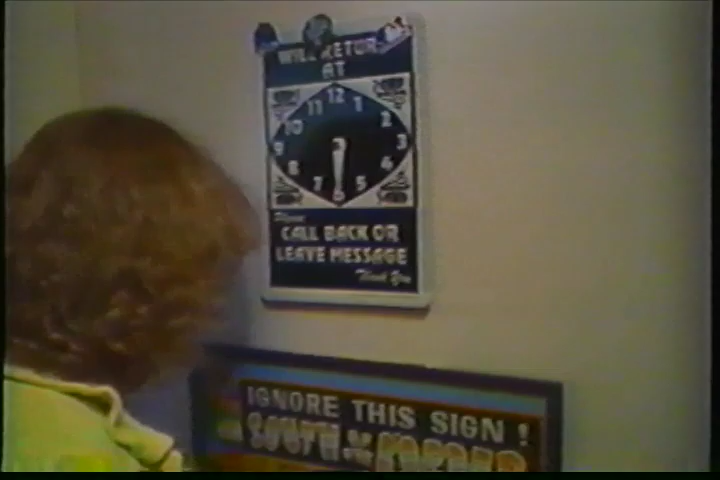 WILL RETURN
AT
12
11 1
10 2
9 3
8 4
7 5
Please
CALL BACK OR
LEAVE MESSAGE
Thank You
IGNORE THIS SIGN !
SOUTH